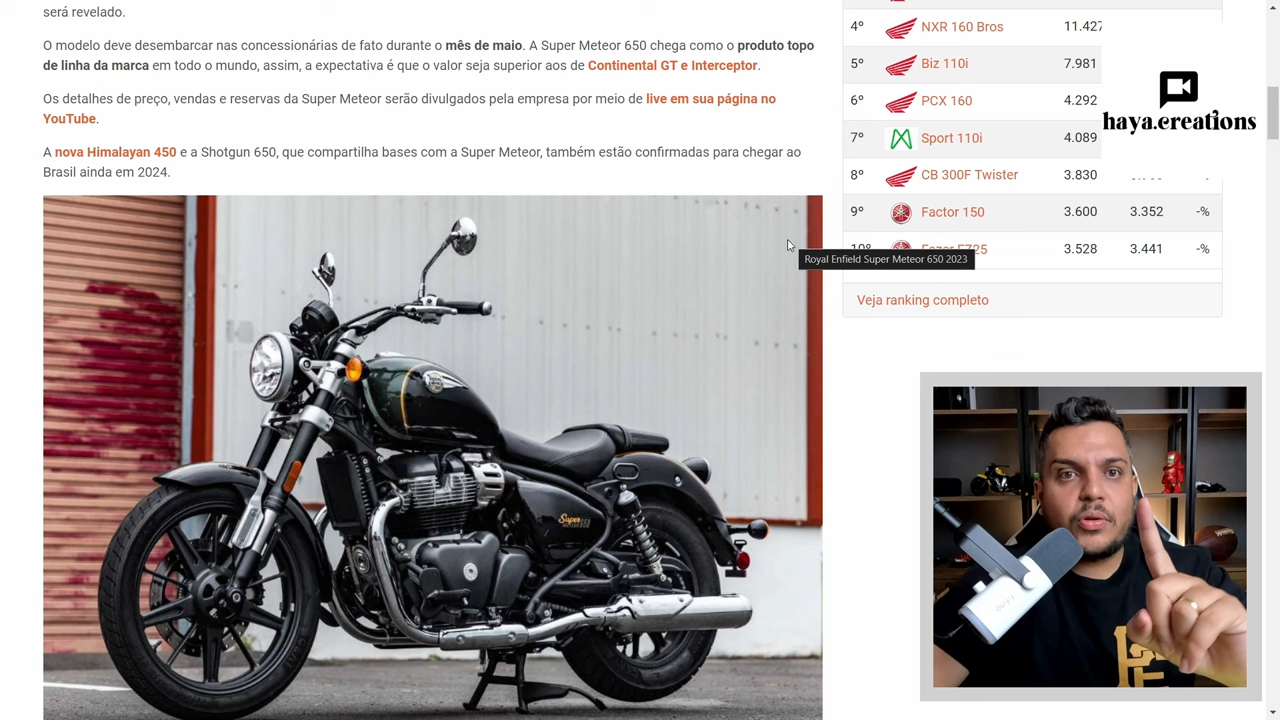 será revelado.
O modelo deve desembarcar nas concessionárias de fato durante o mês de maio. A Super Meteor 650 chega como o produto topo
de linha da marca em todo o mundo, assim, a expectativa é que o valor seja superior aos de Continental GT e Interceptor.
Os detalhes de preço, vendas e reservas da Super Meteor serão divulgados pela empresa por meio de live em sua página no
YouTube.
A nova Himalayan 450 e a Shotgun 650, que compartilha bases com a Super Meteor, também estão confirmadas para chegar ao
Brasil ainda em 2024.
Super
4º NXR 160 Bros 11.427
5º Biz 110i 7.981
6º PCX 160 4.292
7º Sport 110i 4.089
8º CB 300F Twister 3.830
9º Factor 150 3.600 3.352 -%
3.528 3.441 -%
Royal Enfield Super Meteor 650 2023
Veja ranking completo
haya.creations